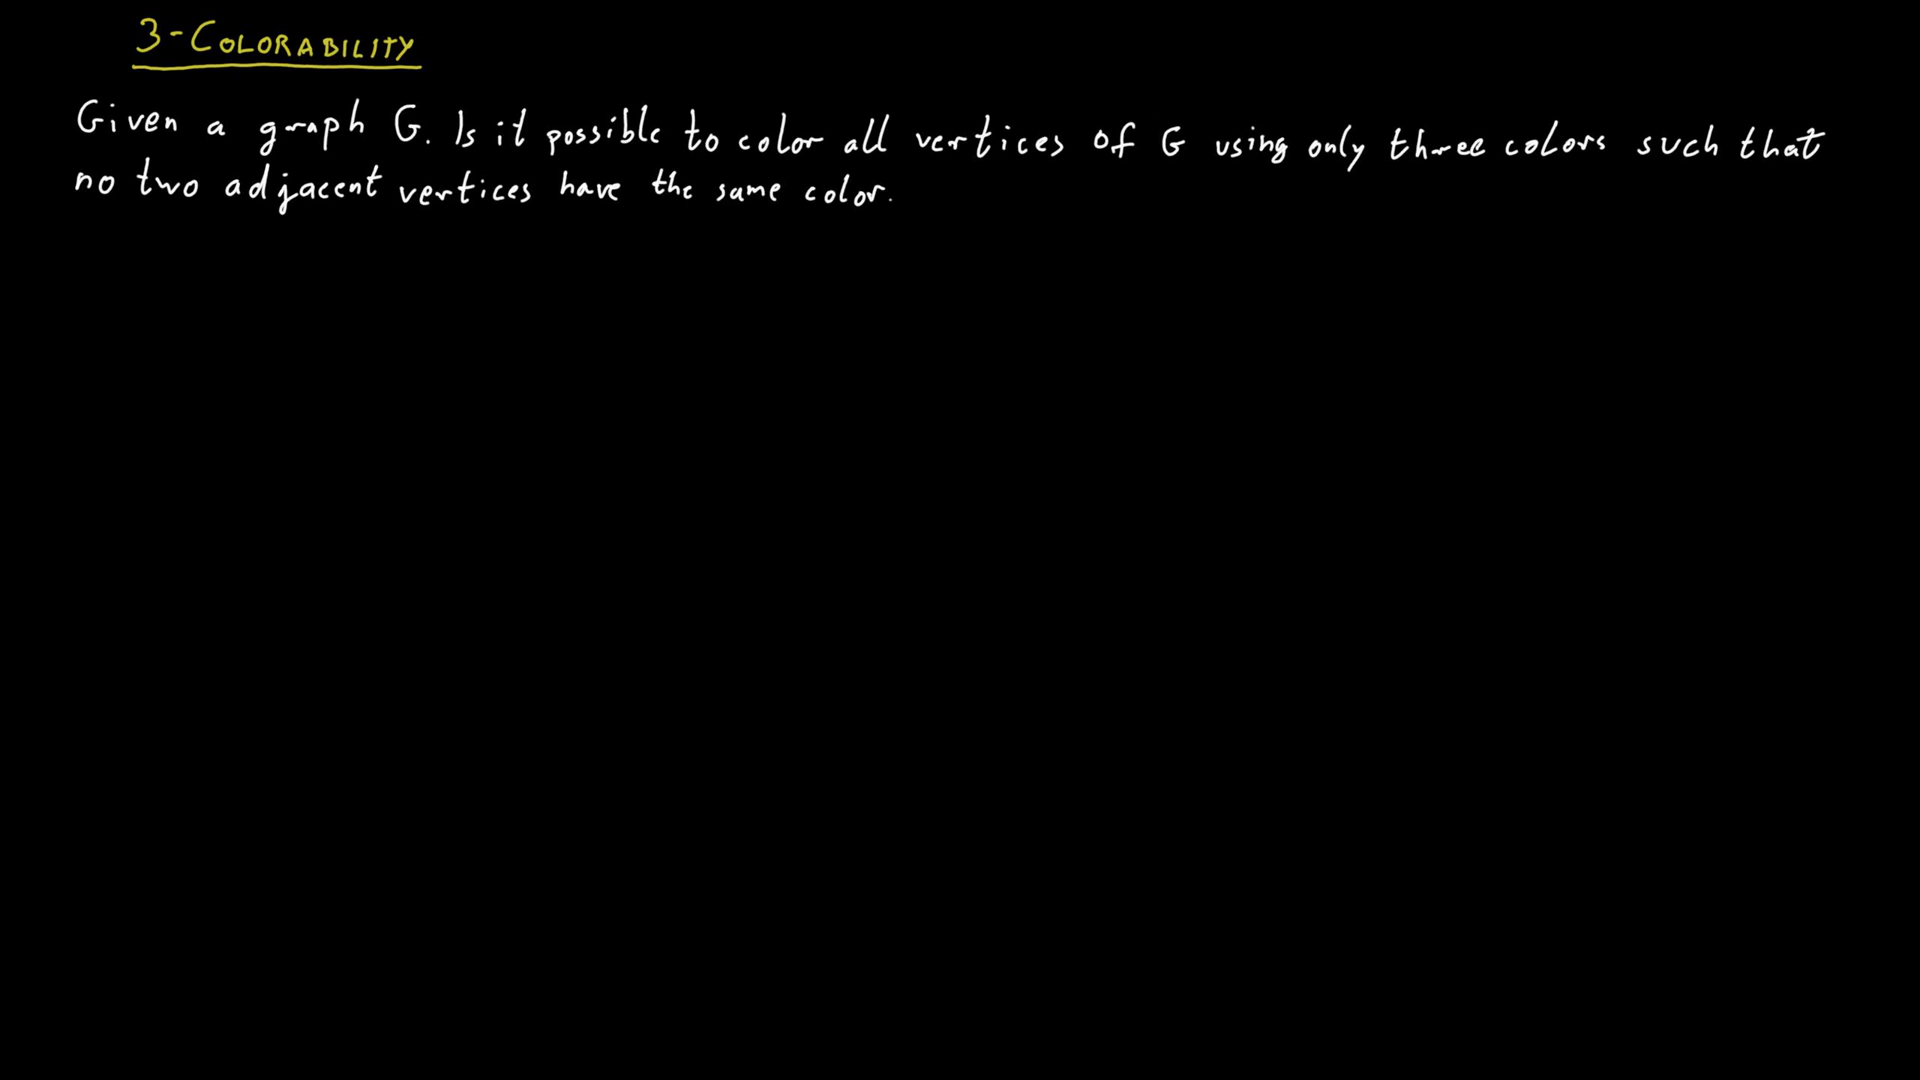 3-COLORABILITY
Given a graph G. Is it possible to color all vertices of G using only three colors such that
no two adjacent vertices have the same color.